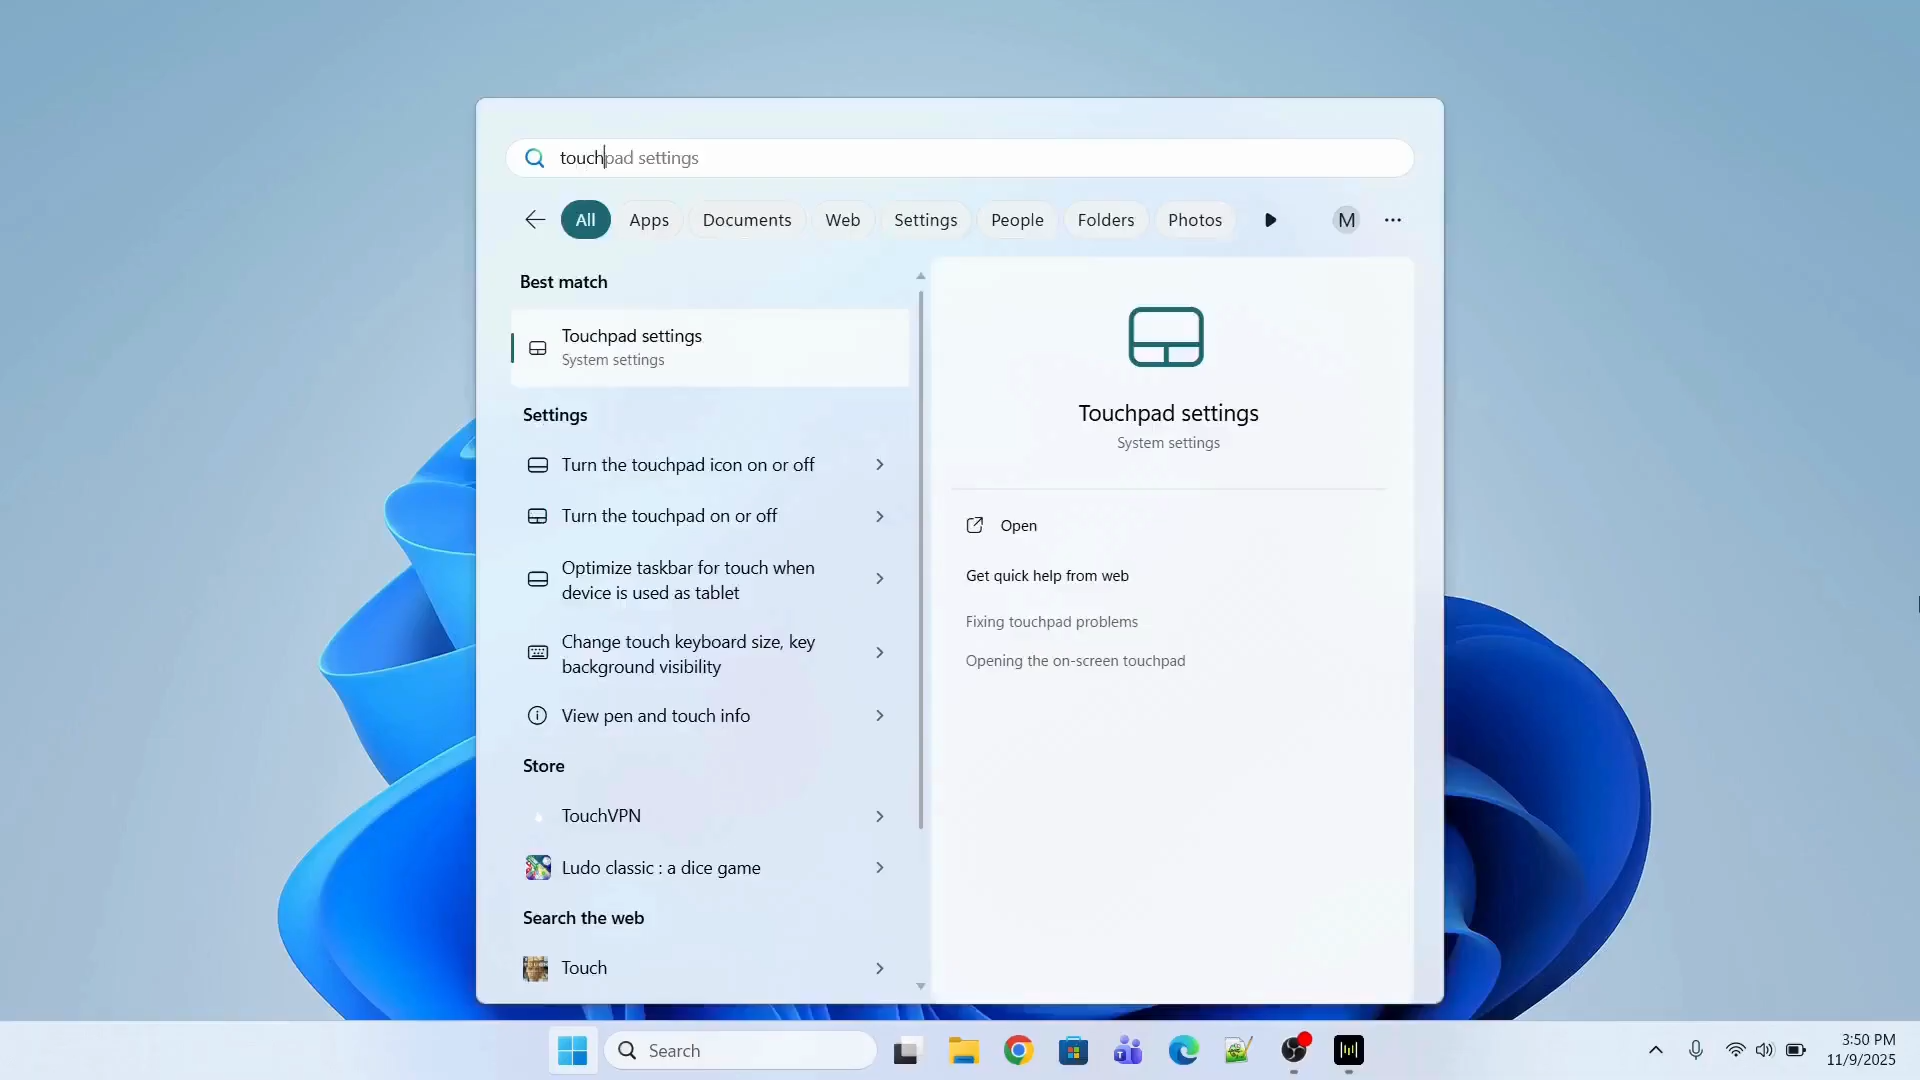 touchpad settings
All Apps Documents Web Settings People Folders Photos M
Best match
Touchpad settings
System settings
Settings
Turn the touchpad icon on or off
Turn the touchpad on or off
Optimize taskbar for touch when
device is used as tablet
Change touch keyboard size, key
background visibility
View pen and touch info
Store
TouchVPN
Ludo classic : a dice game
Search the web
Touch
Touchpad settings
System settings
Open
Get quick help from web
Fixing touchpad problems
Opening the on-screen touchpad
Search
3:50 PM
11/9/2025